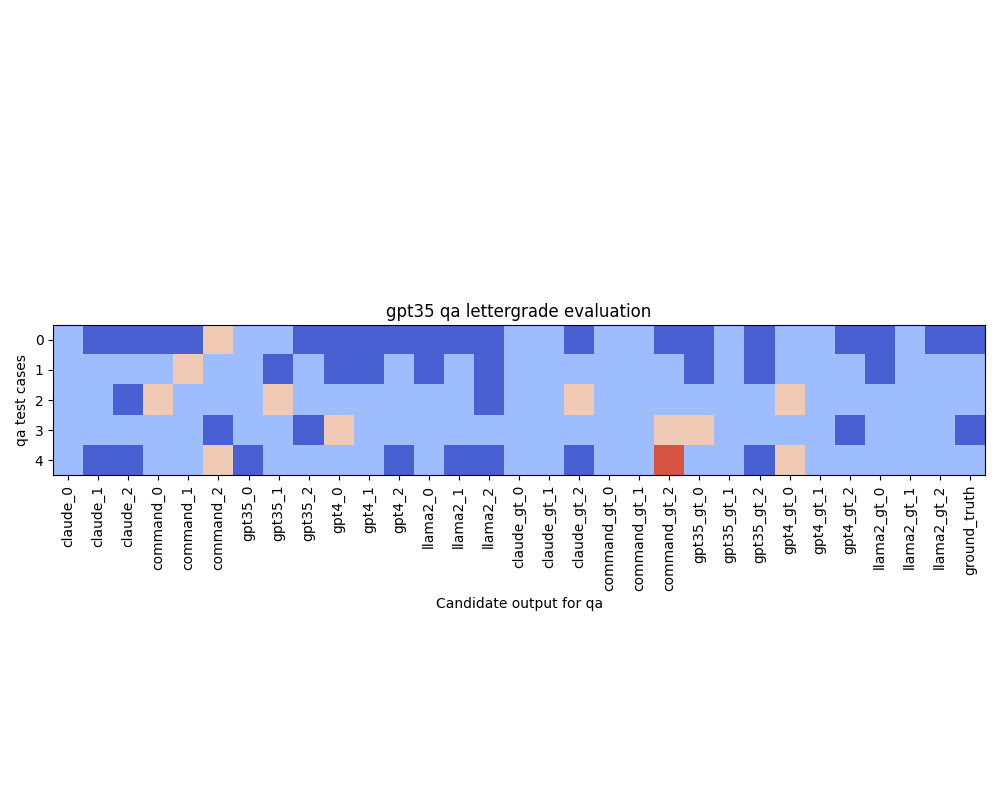 gpt35 qa lettergrade evaluation
qa test cases
0
1
2
3
4
claude_0
claude_1
claude_2
command_0
command_1
command_2
gpt35_0
gpt35_1
gpt35_2
gpt4_0
gpt4_1
gpt4_2
llama2_0
llama2_1
llama2_2
claude_gt_0
claude_gt_1
claude_gt_2
command_gt_0
command_gt_1
command_gt_2
gpt35_gt_0
gpt35_gt_1
gpt35_gt_2
gpt4_gt_0
gpt4_gt_1
gpt4_gt_2
llama2_gt_0
llama2_gt_1
llama2_gt_2
ground_truth
Candidate output for qa